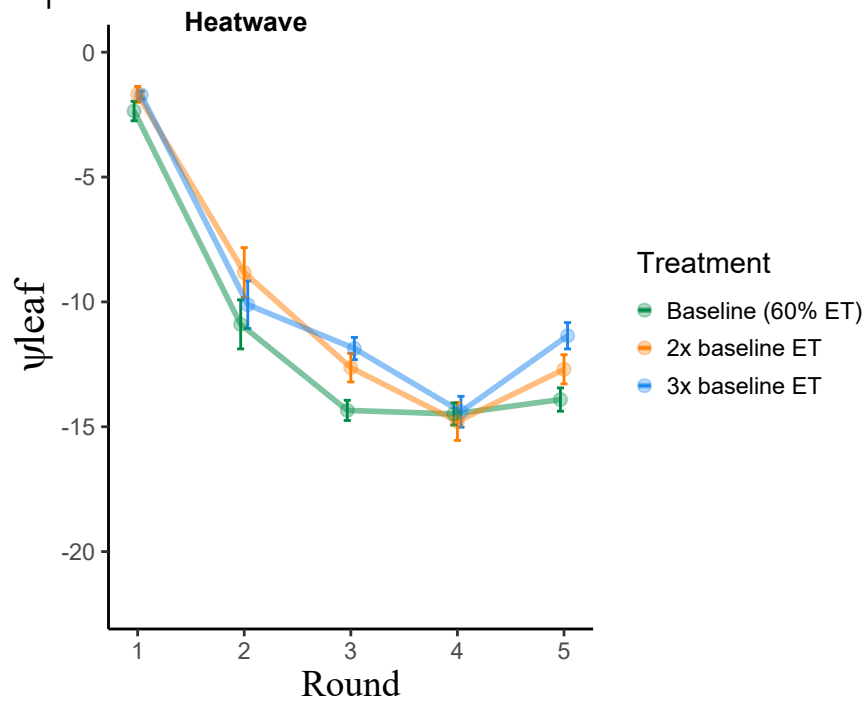 Heatwave
0
-5
-10
-15
-20
ψleaf
1 2 3 4 5
Round
Treatment
Baseline (60% ET)
2x baseline ET
3x baseline ET